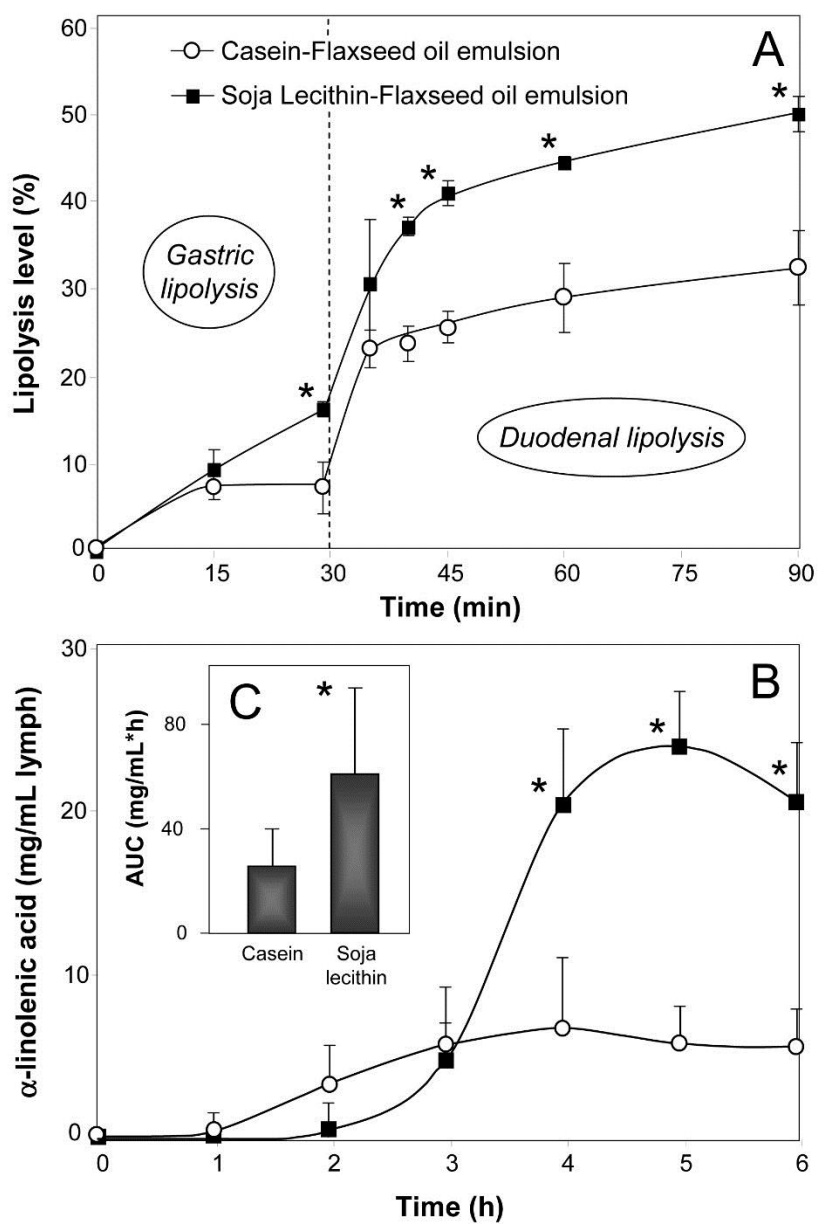 60
50
40
30
20
10
0
Lipolysis level (%)
Casein-Flaxseed oil emulsion
Soja Lecithin-Flaxseed oil emulsion
A
*
*
*
*
*
Gastric
lipolysis
Duodenal lipolysis
0 15 30 45 60 75 90
Time (min)
30
20
10
0
α-linolenic acid (mg/mL lymph)
B
*
*
*
C
*
80
40
0
AUC (mg/mL*h)
Casein Soja
lecithin
0 1 2 3 4 5 6
Time (h)